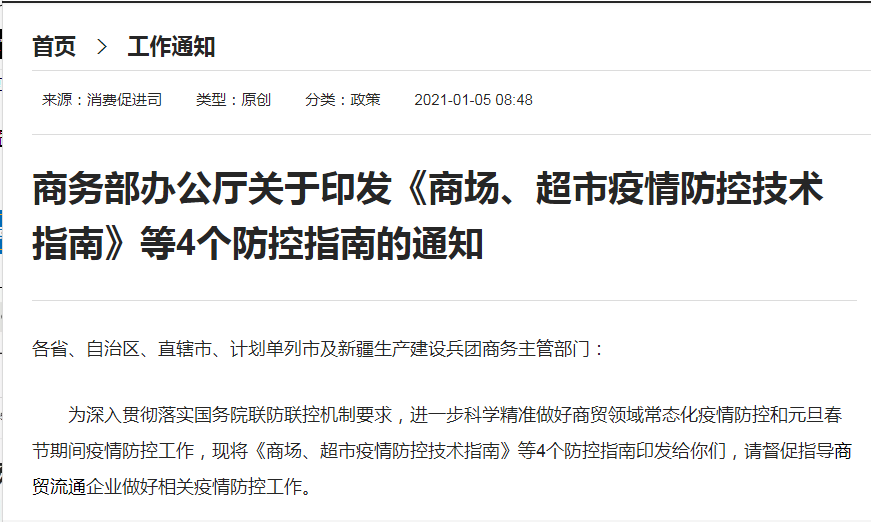 首页 > 工作通知
来源：消费促进司 类型：原创 分类：政策 2021-01-05 08:48
商务部办公厅关于印发《商场、超市疫情防控技术
指南》等4个防控指南的通知
各省、自治区、直辖市、计划单列市及新疆生产建设兵团商务主管部门：
为深入贯彻落实国务院联防联控机制要求，进一步科学精准做好商贸领域常态化疫情防控和元旦春
节期间疫情防控工作，现将《商场、超市疫情防控技术指南》等4个防控指南印发给你们，请督促指导商
贸流通企业做好相关疫情防控工作。